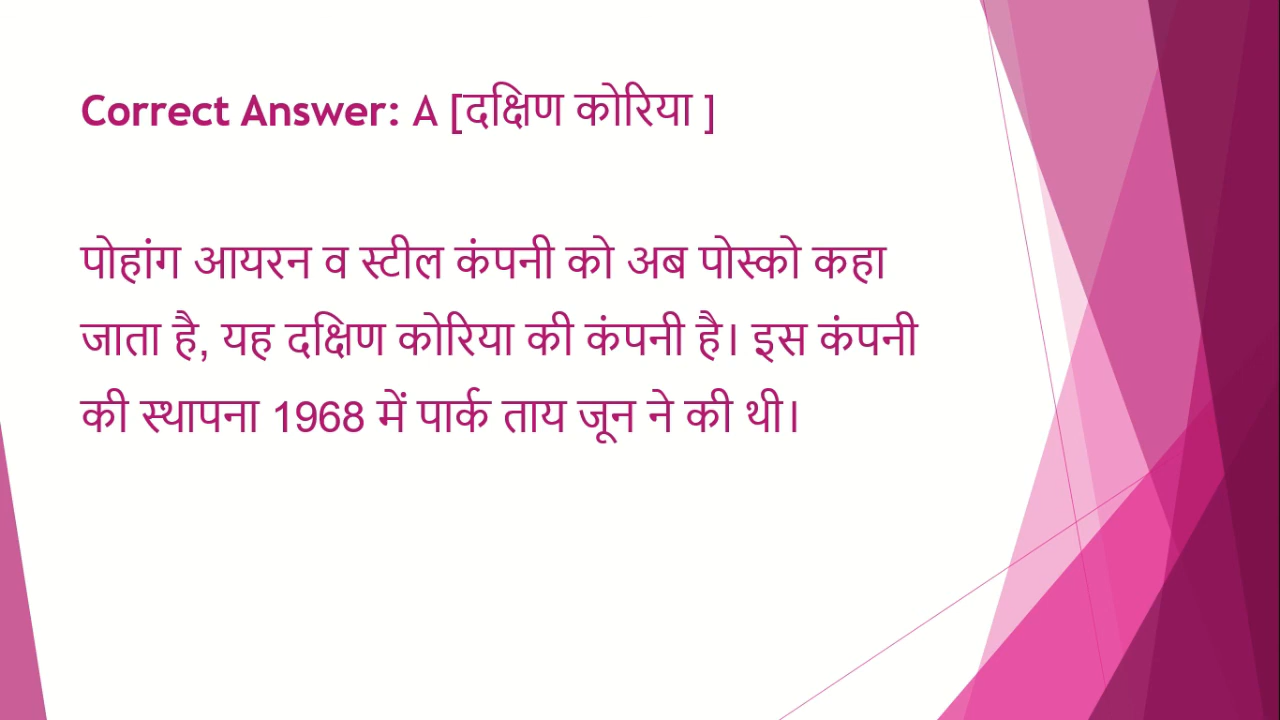 Correct Answer: A [दक्षिण कोरिया ]
पोहांग आयरन व स्टील कंपनी को अब पोस्को कहा
जाता है, यह दक्षिण कोरिया की कंपनी है। इस कंपनी
की स्थापना 1968 में पार्क ताय जून ने की थी।